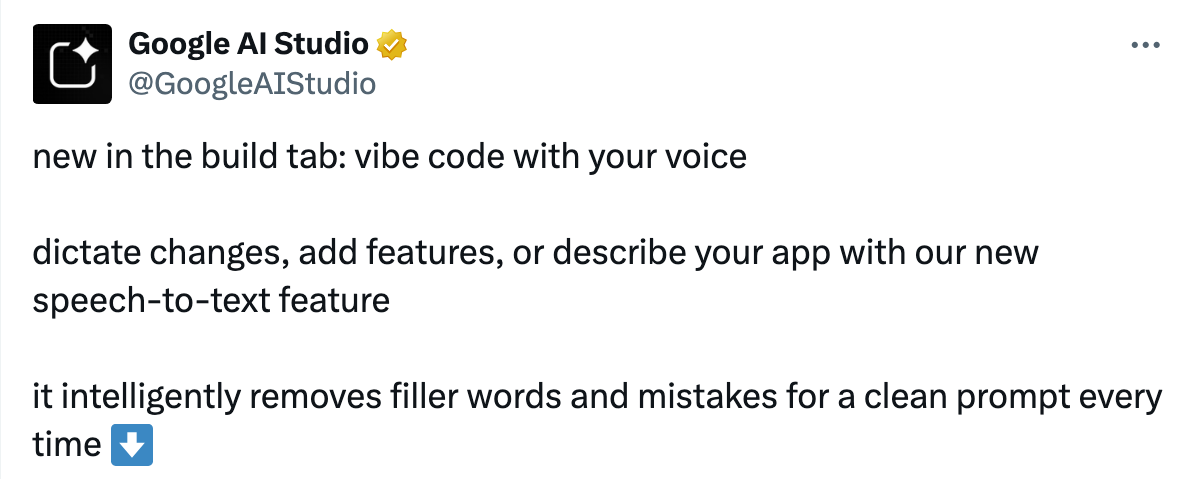 Google AI Studio
@GoogleAIStudio
new in the build tab: vibe code with your voice
dictate changes, add features, or describe your app with our new
speech-to-text feature
it intelligently removes filler words and mistakes for a clean prompt every
time ⬇️